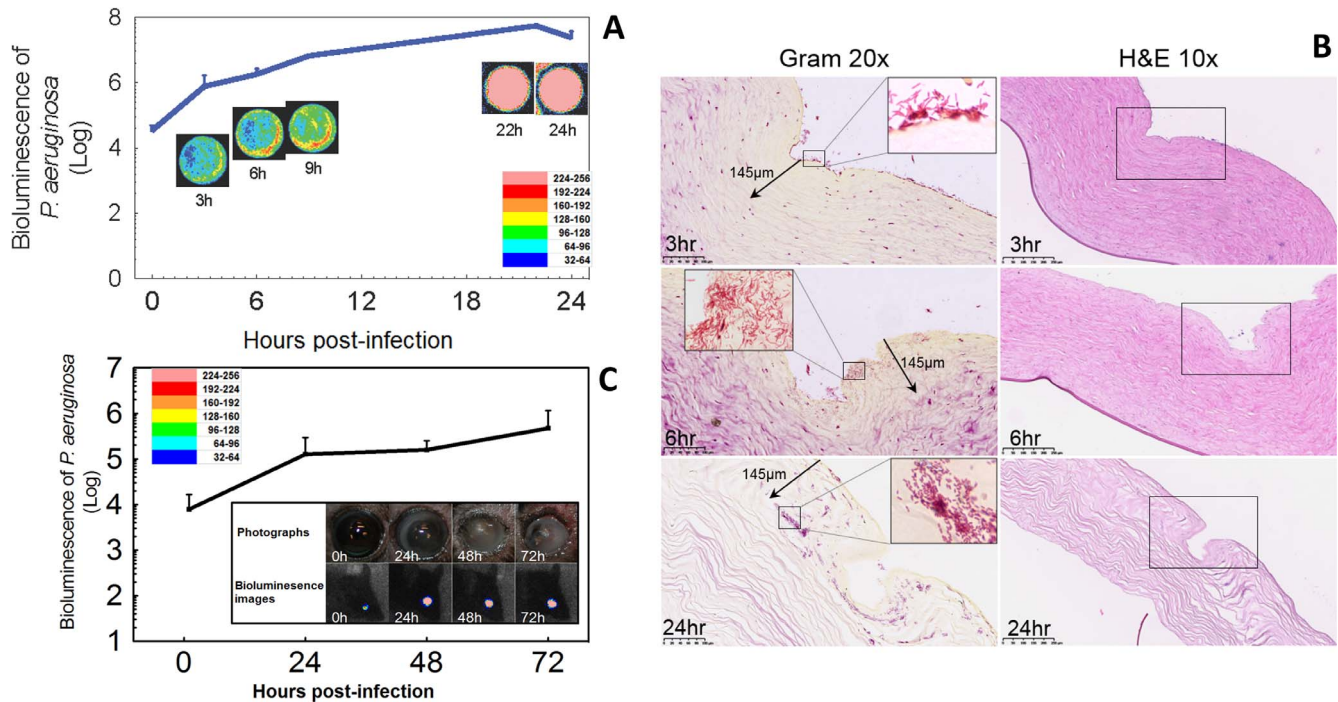 A
Bioluminescence of
P. aeruginosa
(Log)
8
6
4
2
0
3h
6h
9h
22h
24h
224-256
192-224
160-192
128-160
96-128
64-96
32-64
0
6
12
18
24
Hours post-infection
C
Bioluminescence of P. aeruginosa
(Log)
7
6
5
4
3
2
1
224-256
192-224
160-192
128-160
96-128
64-96
32-64
Photographs
0h
24h
48h
72h
Bioluminesence
images
0h
24h
48h
72h
0
24
48
72
Hours post-infection
B
Gram 20x
H&E 10x
145µm
3hr
3hr
145µm
6hr
6hr
145µm
24hr
24hr